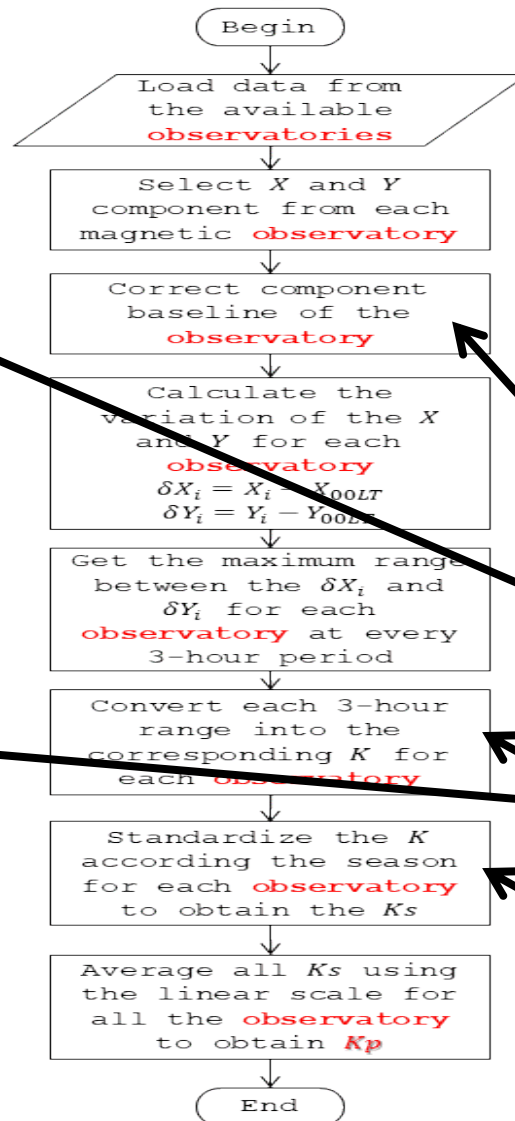 Begin
Load data from
the available
observatories
Select X and Y
component from each
magnetic observatory
Correct component
baseline of the
observatory
Calculate the
variation of the X
and Y for each
observatory
δX_i = X_i − X_00LT
δY_i = Y_i − Y_00LT
Get the maximum range
between the δX_i and
δY_i for each
observatory at every
3-hour period
Convert each 3-hour
range into the
corresponding K for
each observatory
Standardize the K
according the season
for each observatory
to obtain the Ks
Average all Ks using
the linear scale for
all the observatory
to obtain Kp
End